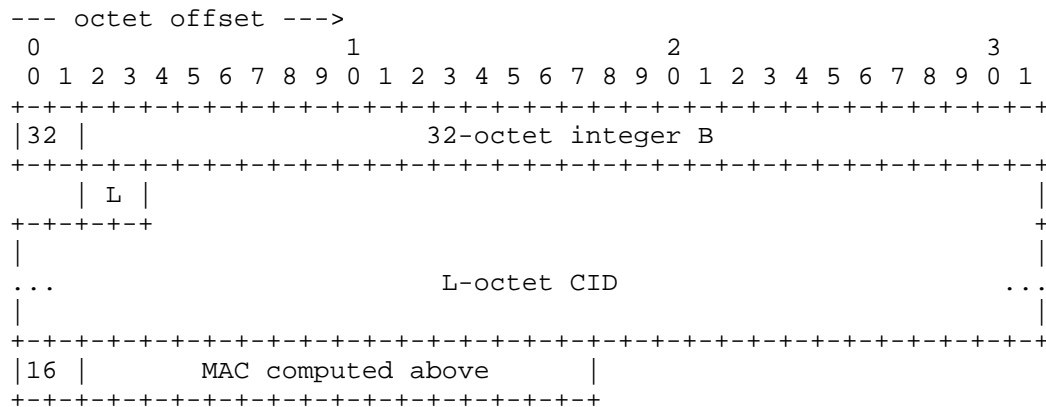 --- octet offset --->
 0                   1                   2                   3
 0 1 2 3 4 5 6 7 8 9 0 1 2 3 4 5 6 7 8 9 0 1 2 3 4 5 6 7 8 9 0 1
+-+-+-+-+-+-+-+-+-+-+-+-+-+-+-+-+-+-+-+-+-+-+-+-+-+-+-+-+-+-+-+-+
|32 |                     32-octet integer B
+-+-+-+-+-+-+-+-+-+-+-+-+-+-+-+-+-+-+-+-+-+-+-+-+-+-+-+-+-+-+-+-+
    | L |                                                       |
+-+-+-+-+                                                       +
|                                                               |
...                        L-octet CID                        ...
|                                                               |
+-+-+-+-+-+-+-+-+-+-+-+-+-+-+-+-+-+-+-+-+-+-+-+-+-+-+-+-+-+-+-+-+
|16 |       MAC computed above      |
+-+-+-+-+-+-+-+-+-+-+-+-+-+-+-+-+-+-+